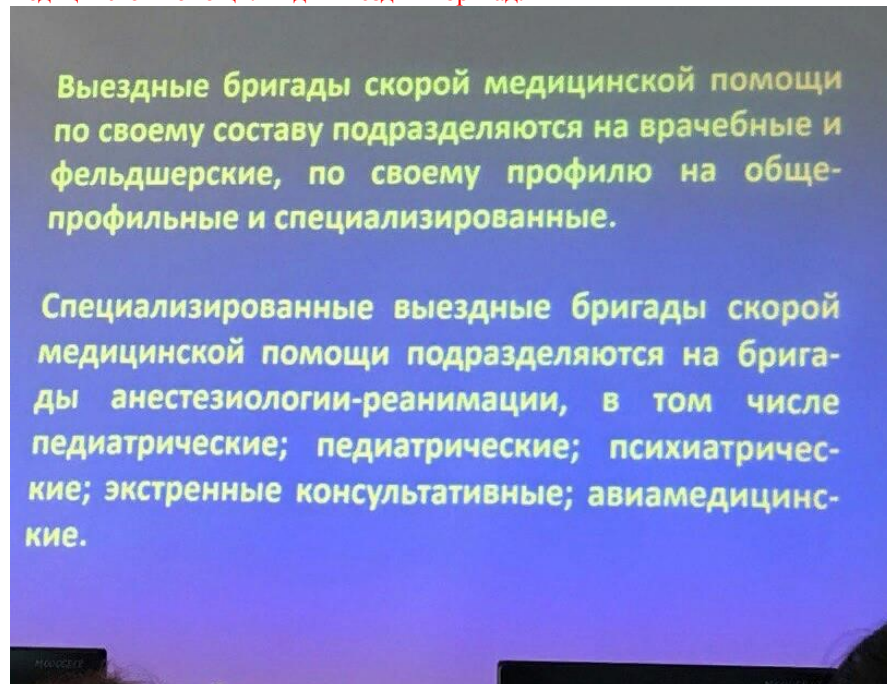 Выездные бригады скорой медицинской помощи
по своему составу подразделяются на врачебные и
фельдшерские, по своему профилю на обще-
профильные и специализированные.
Специализированные выездные бригады скорой
медицинской помощи подразделяются на брига-
ды анестезиологии-реанимации, в том числе
педиатрические; педиатрические; психиатричес-
кие; экстренные консультативные; авиамедицинс-
кие.